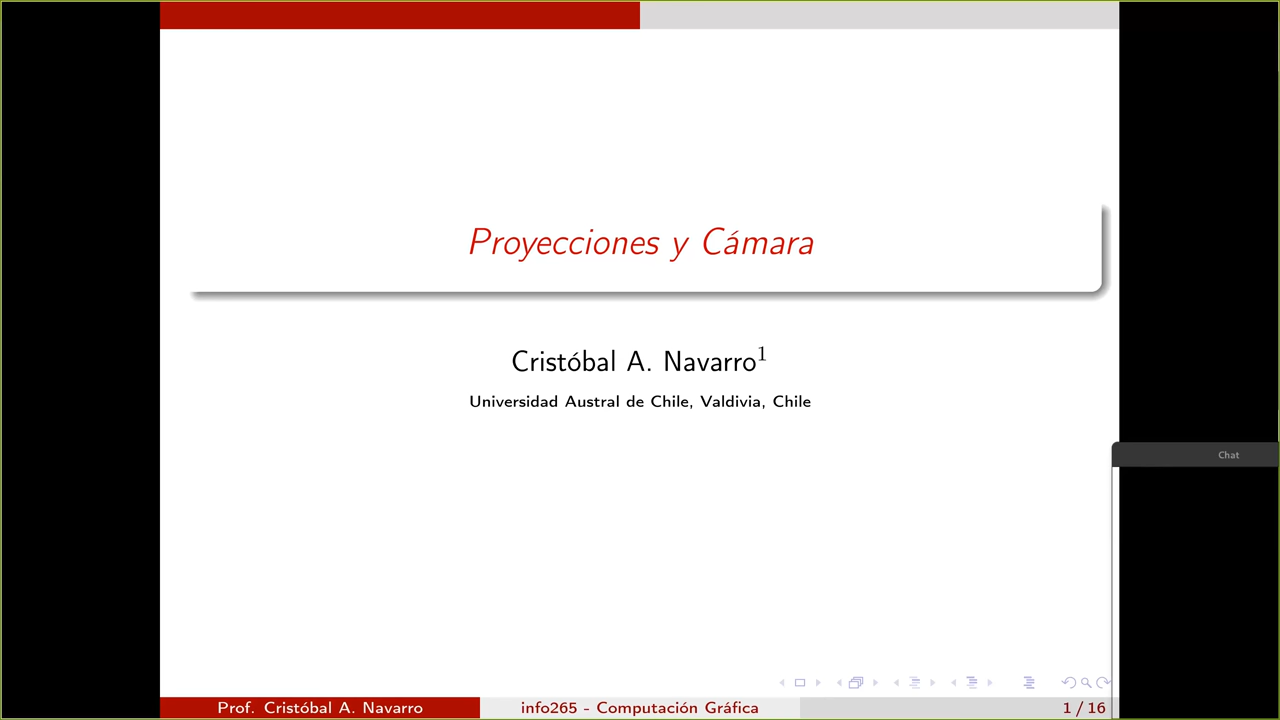 Proyecciones y Cámara
Cristóbal A. Navarro¹
Universidad Austral de Chile, Valdivia, Chile
Chat
Prof. Cristóbal A. Navarro
info265 - Computación Gráfica
1 / 16